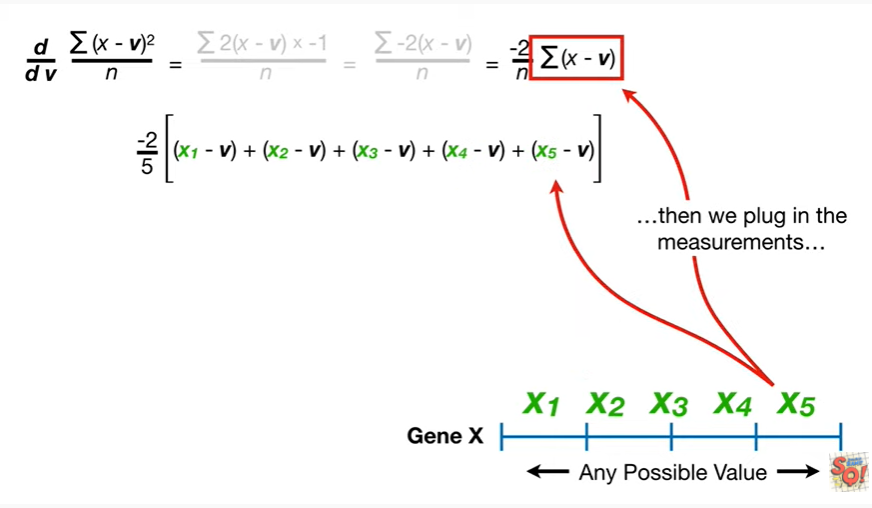 d/dv Σ(x - v)²/n = Σ2(x - v) × -1/n = Σ-2(x - v)/n = -2/n Σ(x - v)
-2/5 [(x₁ - v) + (x₂ - v) + (x₃ - v) + (x₄ - v) + (x₅ - v)]
...then we plug in the
measurements...
X₁ X₂ X₃ X₄ X₅
Gene X
Any Possible Value
SQ!